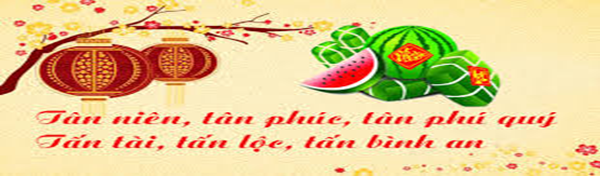 Tân niên, tân phúc, tân phú quý
Tấn tài, tấn lộc, tấn bình an